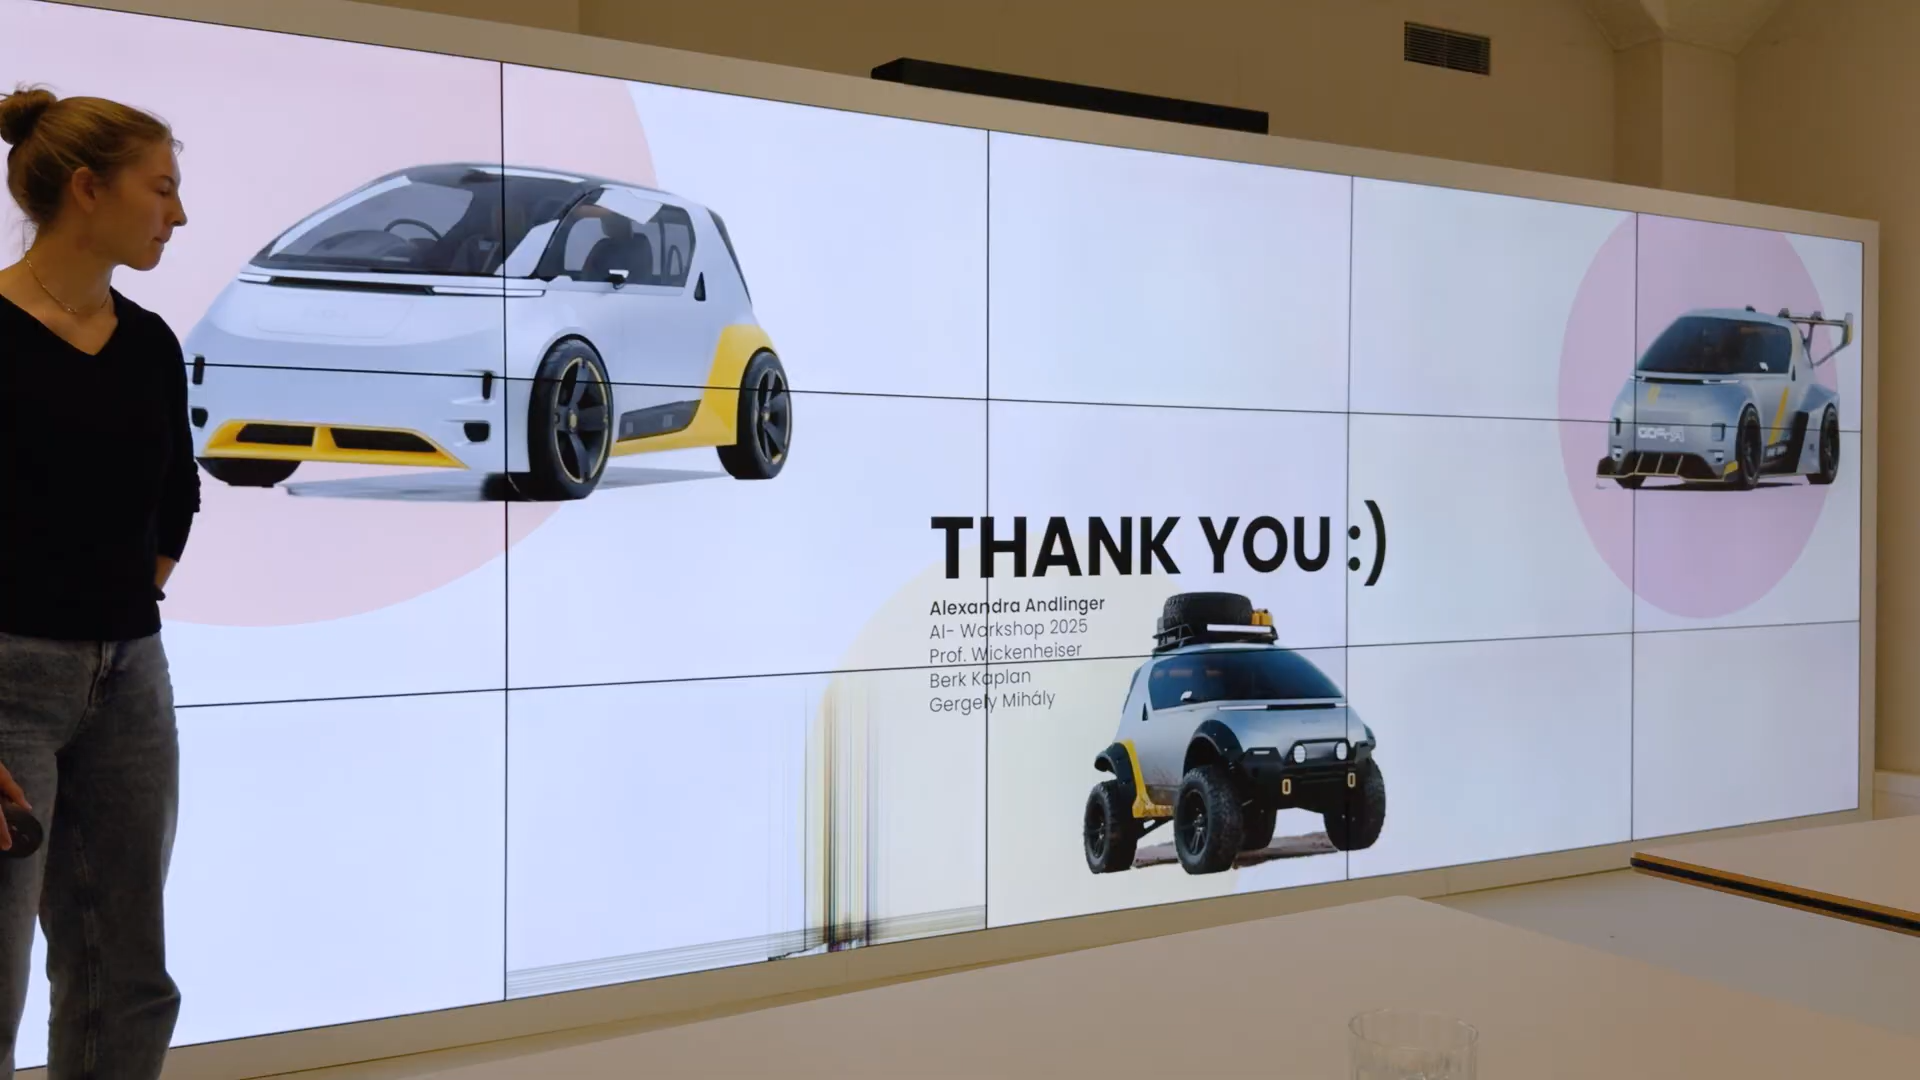 THANK YOU :)
Alexandra Andlinger
AI- Workshop 2025
Prof. Wickenheiser
Berk Kaplan
Gergely Mihály